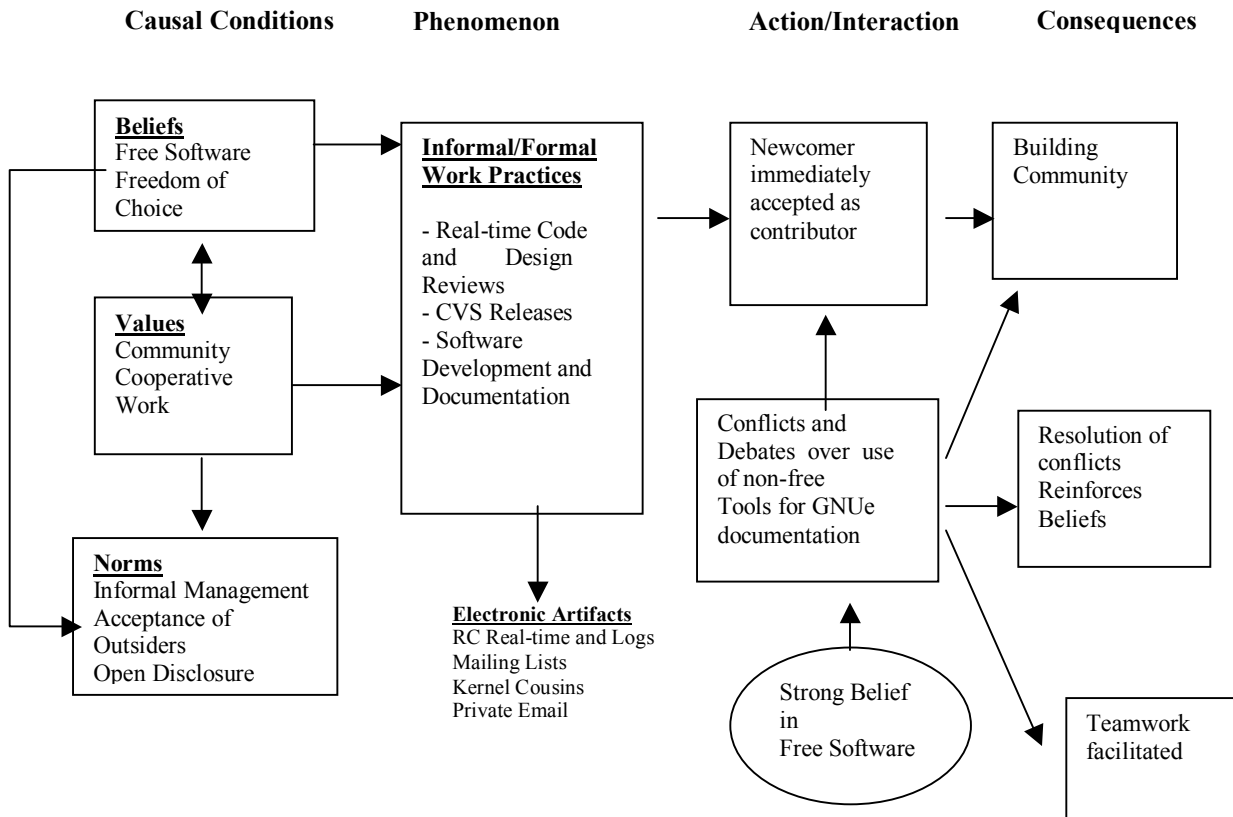 Causal Conditions
Phenomenon
Action/Interaction
Consequences
Beliefs
Free Software
Freedom of
Choice
Values
Community
Cooperative
Work
Norms
Informal Management
Acceptance of
Outsiders
Open Disclosure
Informal/Formal
Work Practices
- Real-time Code
and Design
Reviews
- CVS Releases
- Software
Development and
Documentation
Electronic Artifacts
RC Real-time and Logs
Mailing Lists
Kernel Cousins
Private Email
Newcomer
immediately
accepted as
contributor
Conflicts and
Debates over use
of non-free
Tools for GNUe
documentation
Strong Belief
in
Free Software
Building
Community
Resolution of
conflicts
Reinforces
Beliefs
Teamwork
facilitated